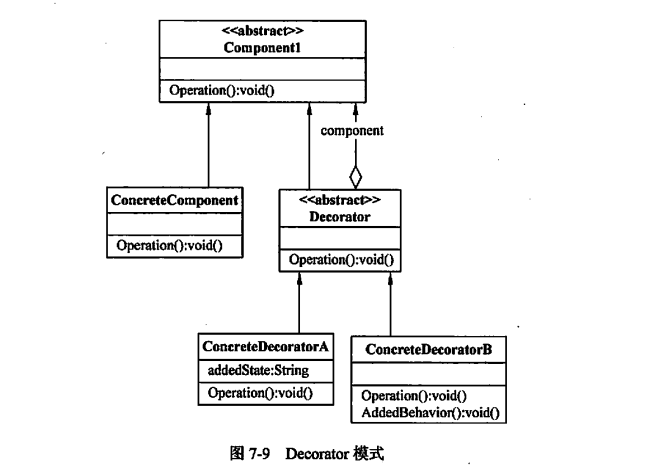 <<abstract>>
Component1
Operation():void()
component
ConcreteComponent
Operation():void()
<<abstract>>
Decorator
Operation():void()
ConcreteDecoratorA
addedState:String
Operation():void()
ConcreteDecoratorB
Operation():void()
AddedBehavior():void()
图 7-9 Decorator 模式